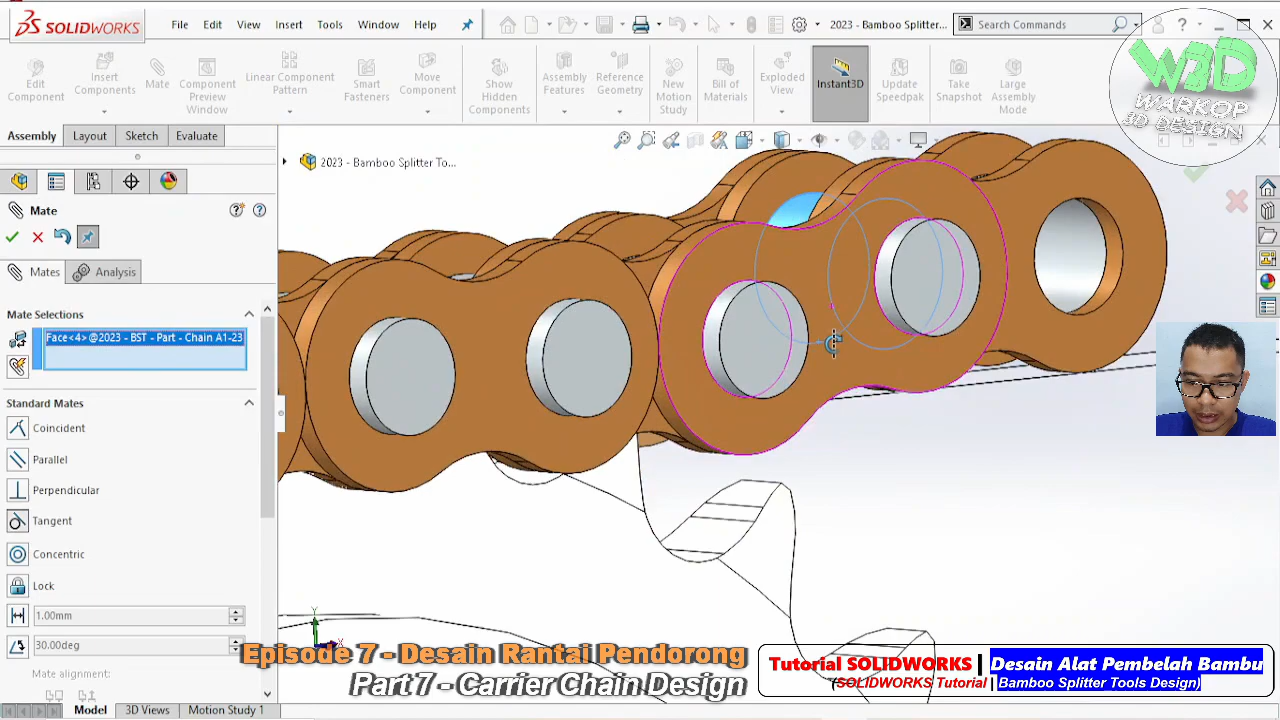 SOLIDWORKS
File Edit View Insert Tools Window Help
2023 - Bamboo Splitter...
Search Commands
Edit Component
Insert Components
Mate
Component Preview Window
Linear Component Pattern
Smart Fasteners
Move Component
Show Hidden Components
Assembly Features
Reference Geometry
New Motion Study
Bill of Materials
Exploded View
Instant3D
Update Speedpak
Take Snapshot
Large Assembly Mode
W3D
WARKOP
3D DESIGN
Assembly Layout Sketch Evaluate
2023 - Bamboo Splitter To...
Mate
Mates Analysis
Mate Selections
Face<4>@2023 - BST - Part - Chain A1-23
Standard Mates
Coincident
Parallel
Perpendicular
Tangent
Concentric
Lock
1.00mm
30.00deg
Mate alignment:
Y
X
Episode 7 - Desain Rantai Pendorong
Part 7 - Carrier Chain Design
Tutorial SOLIDWORKS | Desain Alat Pembelah Bambu
(SOLIDWORKS Tutorial | Bamboo Splitter Tools Design)
Model 3D Views Motion Study 1